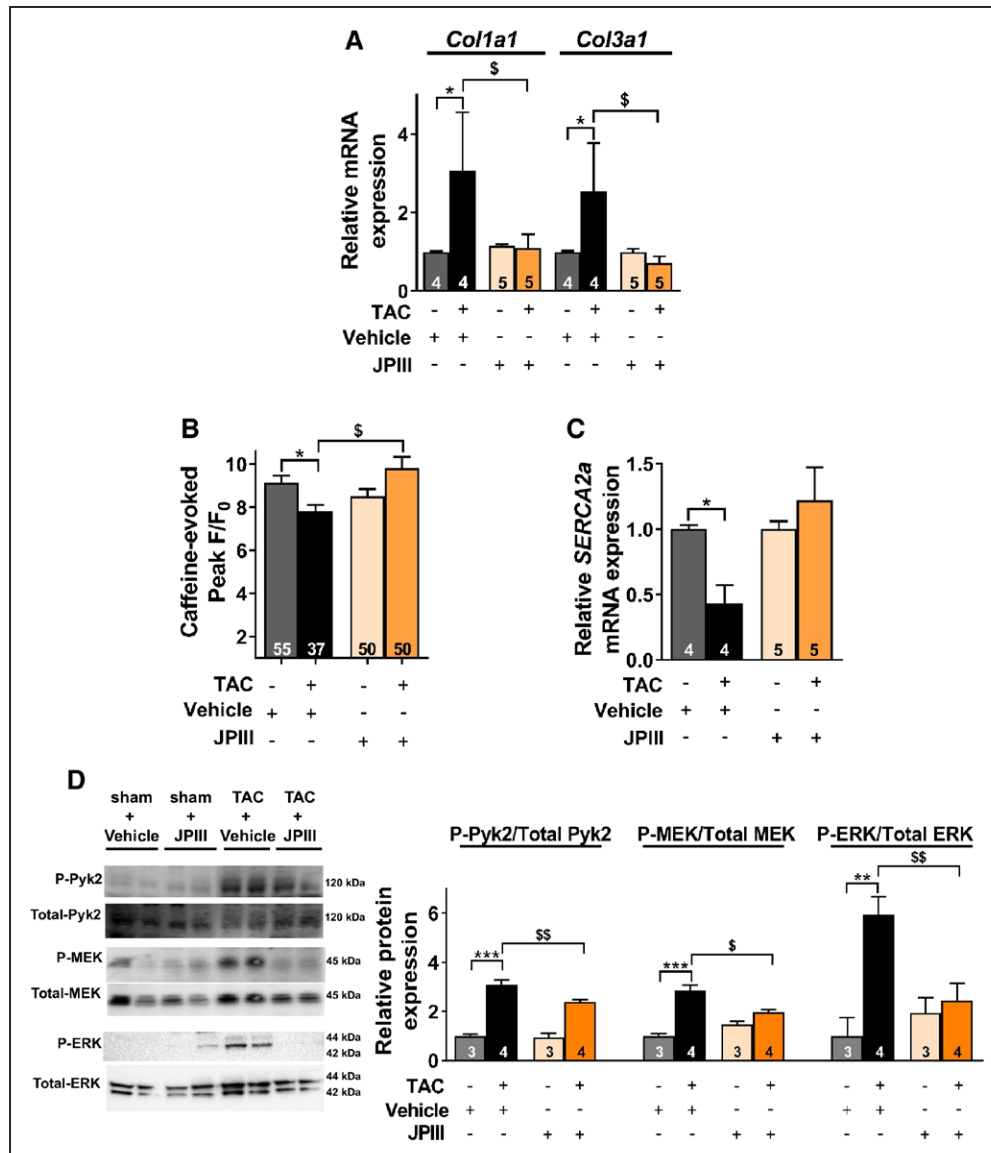 A
Col1a1 Col3a1
$
$
*
*
Relative mRNA
expression
4
2
0
4 4 5 5 4 4 5 5
TAC - + - + - + - +
Vehicle + + - - + + - -
JPIII - - + + - - + +
B
$
*
Caffeine-evoked
Peak F/F0
10
8
6
4
2
55 37 50 50
TAC - + - +
Vehicle + + - -
JPIII - - + +
C
*
Relative SERCA2a
mRNA expression
1.5
1.0
0.5
0.0
4 4 5 5
TAC - + - +
Vehicle + + - -
JPIII - - + +
D
sham sham TAC TAC
+ + + +
Vehicle JPIII Vehicle JPIII
P-Pyk2 120 kDa
Total-Pyk2 120 kDa
P-MEK 45 kDa
Total-MEK 45 kDa
P-ERK 44 kDa
42 kDa
Total-ERK 44 kDa
42 kDa
P-Pyk2/Total Pyk2 P-MEK/Total MEK P-ERK/Total ERK
$$
**
$$
***
$
***
Relative protein
expression
6
4
2
0
3 4 3 4 3 4 3 4 3 4 3 4
TAC - + - + - + - + - + - +
Vehicle + + - - + + - - + + - -
JPIII - - + + - - + + - - + +